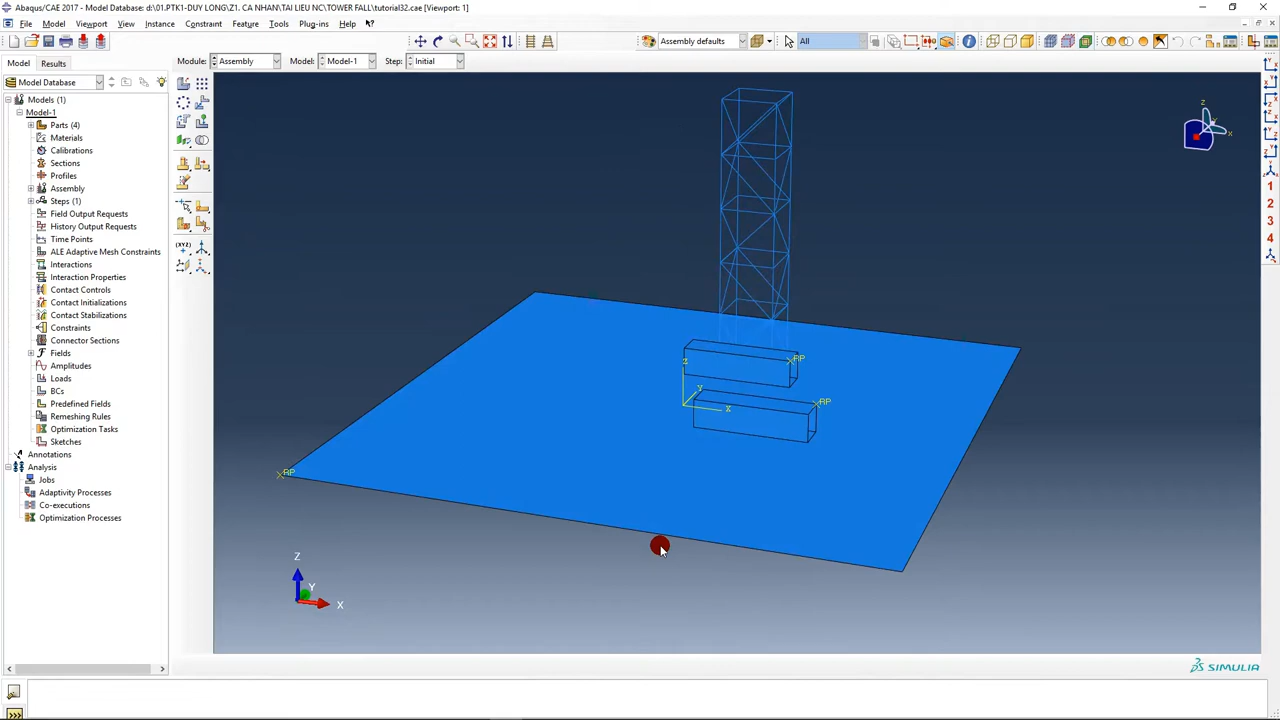 Abaqus/CAE 2017 - Model Database: d:\01.PTK1-DUY LONG\Z1. CA NHAN\TAI LIEU NC\TOWER FALL\tutorial32.cae [Viewport: 1]
File Model Viewport View Instance Constraint Feature Tools Plug-ins Help
Assembly defaults All
Model Results Module: Assembly Model: Model-1 Step: Initial
Model Database
Models (1)
Model-1
Parts (4)
Materials
Calibrations
Sections
Profiles
Assembly
Steps (1)
Field Output Requests
History Output Requests
Time Points
ALE Adaptive Mesh Constraints
Interactions
Interaction Properties
Contact Controls
Contact Initializations
Contact Stabilizations
Constraints
Connector Sections
Fields
Amplitudes
Loads
BCs
Predefined Fields
Remeshing Rules
Optimization Tasks
Sketches
Annotations
Analysis
Jobs
Adaptivity Processes
Co-executions
Optimization Processes
(XYZ)
RP
Z
Y
X
RP
RP
Z
Y
X
Z
X
1
2
3
4
SIMULIA